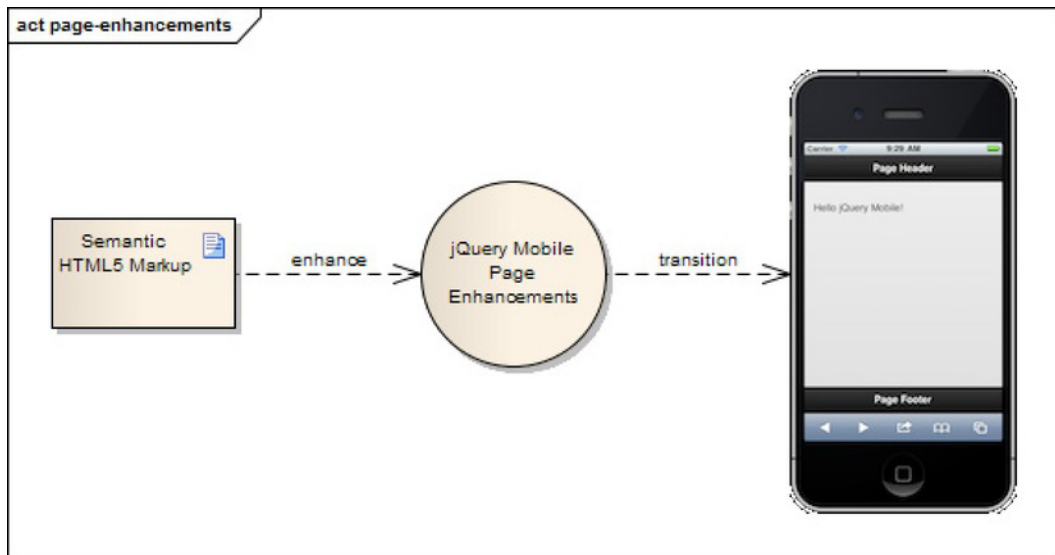 act page-enhancements
Semantic
HTML5 Markup
enhance
jQuery Mobile
Page
Enhancements
transition
Carrier
9:29 AM
Page Header
Hello jQuery Mobile!
Page Footer